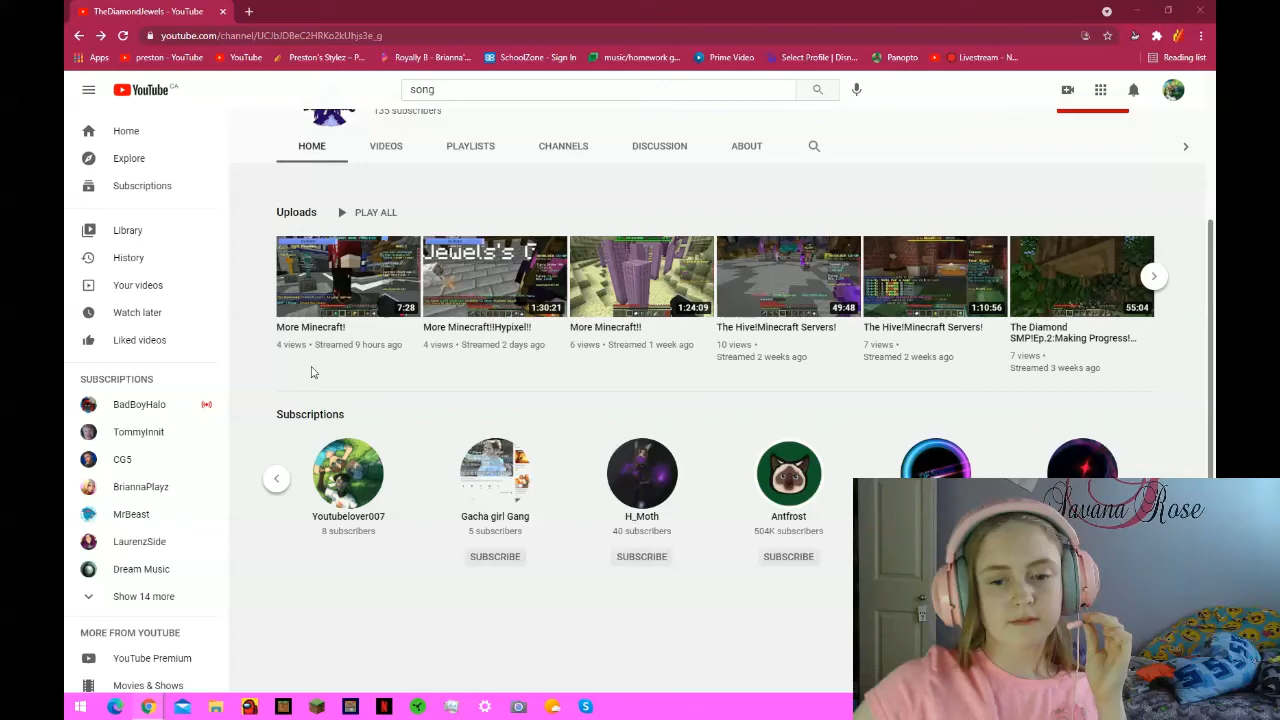 TheDiamondJewels - YouTube
youtube.com/channel/UCJbJDBeC2HRKo2kUhjs3e_g
Apps preston - YouTube YouTube Preston's Stylez – P... Royally B - Brianna'... SchoolZone - Sign In music/homework g... Prime Video Select Profile | Disn... Panopto Livestream – N... Reading list
YouTube CA song
135 subscribers
Home
Explore
Subscriptions
Library
History
Your videos
Watch later
Liked videos
SUBSCRIPTIONS
BadBoyHalo
TommyInnit
CG5
BriannaPlayz
MrBeast
LaurenzSide
Dream Music
Show 14 more
MORE FROM YOUTUBE
YouTube Premium
Movies & Shows
HOME VIDEOS PLAYLISTS CHANNELS DISCUSSION ABOUT
Uploads PLAY ALL
Jewels's
7:28 1:30:21 1:24:09 49:48 1:10:56 55:04
More Minecraft!
4 views • Streamed 9 hours ago
More Minecraft!!Hypixel!!
4 views • Streamed 2 days ago
More Minecraft!!
6 views • Streamed 1 week ago
The Hive!Minecraft Servers!
10 views •
Streamed 2 weeks ago
The Hive!Minecraft Servers!
7 views •
Streamed 2 weeks ago
The Diamond
SMP!Ep.2:Making Progress!...
7 views •
Streamed 3 weeks ago
Subscriptions
Youtubelover007
8 subscribers
Gacha girl Gang
5 subscribers
SUBSCRIBE
H_Moth
40 subscribers
SUBSCRIBE
Antfrost
504K subscribers
SUBSCRIBE
Savana Rose